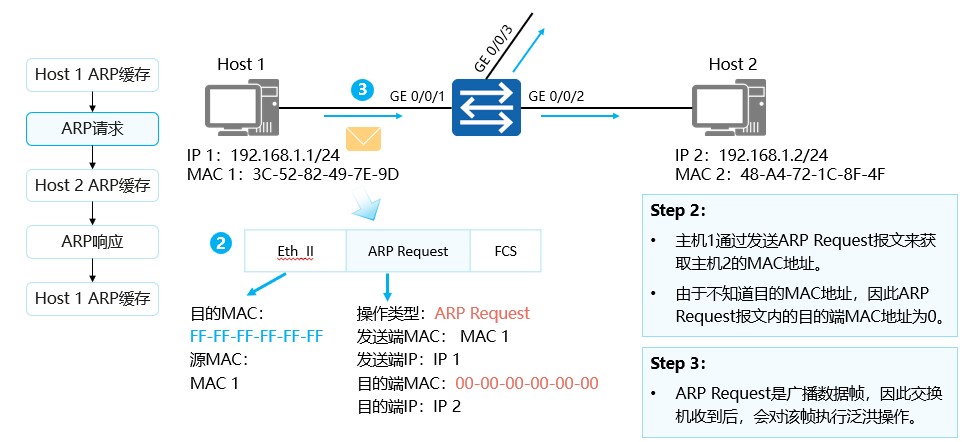 Host 1 ARP缓存
ARP请求
Host 2 ARP缓存
ARP响应
Host 1 ARP缓存
Host 1
3
GE 0/0/1
GE 0/0/3
GE 0/0/2
Host 2
IP 1：192.168.1.1/24
MAC 1：3C-52-82-49-7E-9D
IP 2：192.168.1.2/24
MAC 2：48-A4-72-1C-8F-4F
2
Eth_II
ARP Request
FCS
目的MAC：
FF-FF-FF-FF-FF-FF
源MAC：
MAC 1
操作类型：ARP Request
发送端MAC： MAC 1
发送端IP：IP 1
目的端MAC：00-00-00-00-00-00
目的端IP：IP 2
Step 2：
• 主机1通过发送ARP Request报文来获
取主机2的MAC地址。
• 由于不知道目的MAC地址，因此ARP
Request报文内的目的端MAC地址为0。
Step 3：
• ARP Request是广播数据帧，因此交换
机收到后，会对该帧执行泛洪操作。